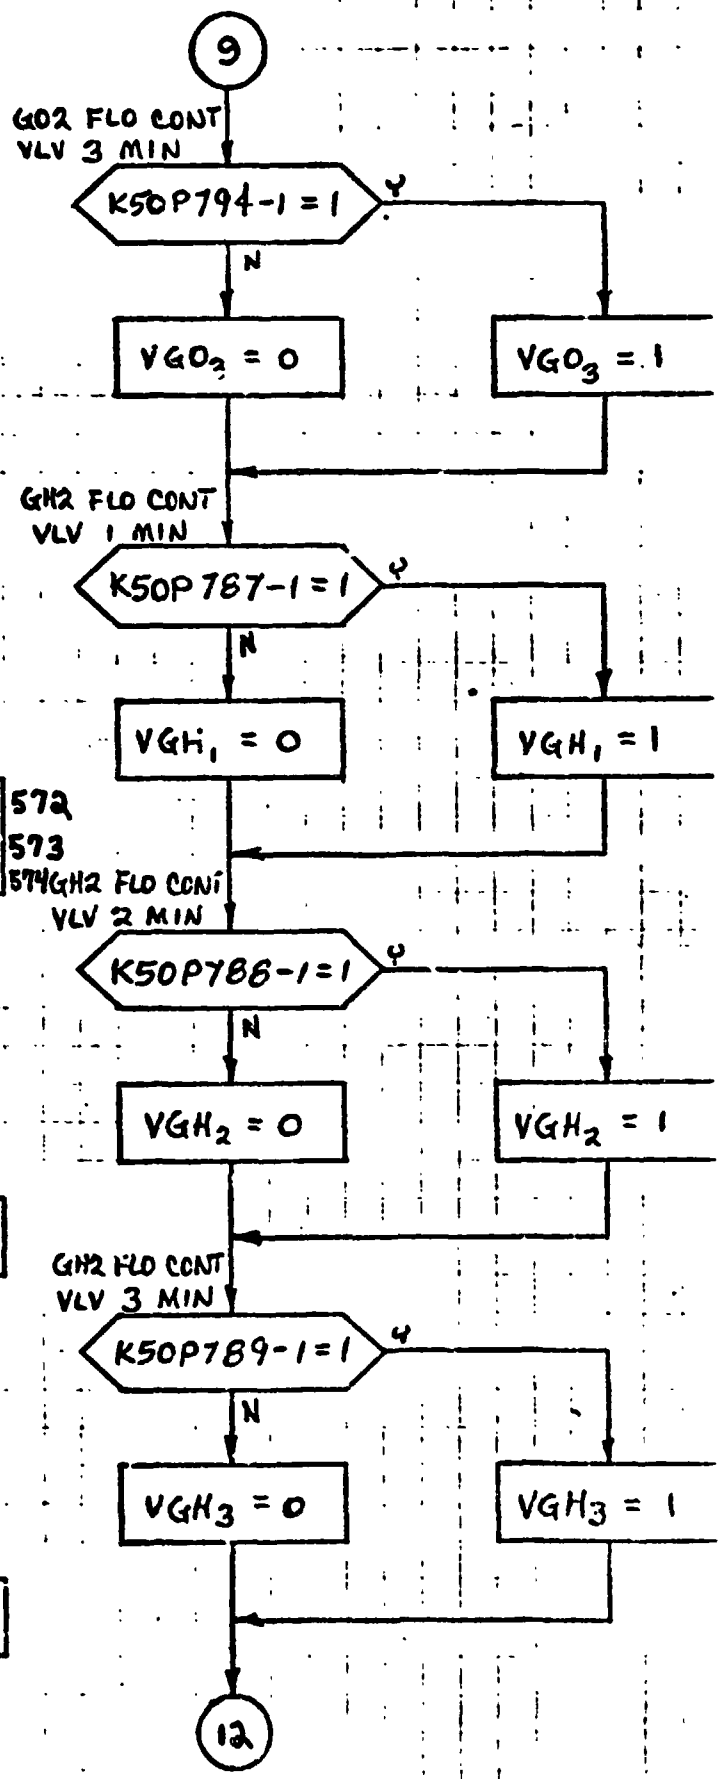 9
GO2 FLO CONT
VLV 3 MIN
K50P794-1 = 1
Y
N
VGO₃ = 0
VGO₃ = 1
GH2 FLO CONT
VLV 1 MIN
K50P787-1 = 1
Y
N
VGH₁ = 0
VGH₁ = 1
572
573
574
GH2 FLO CONT
VLV 2 MIN
K50P788-1 = 1
Y
N
VGH₂ = 0
VGH₂ = 1
GH2 FLO CONT
VLV 3 MIN
K50P789-1 = 1
Y
N
VGH₃ = 0
VGH₃ = 1
12